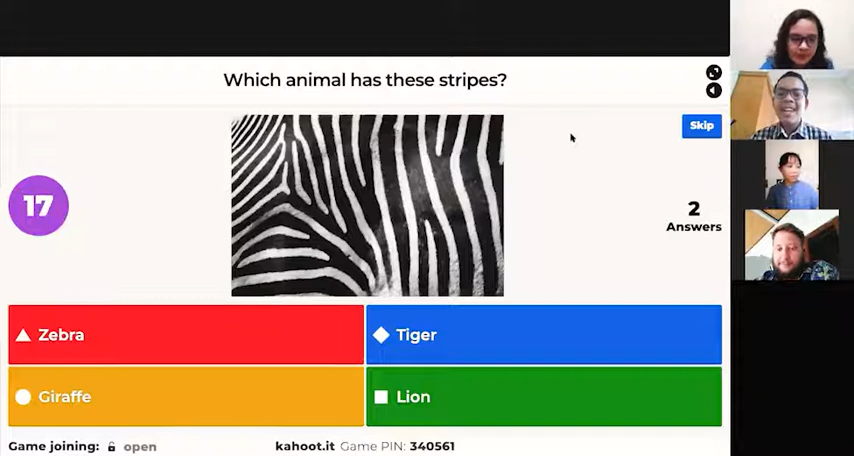 Which animal has these stripes?
Skip
17
2
Answers
Zebra
Tiger
Giraffe
Lion
Game joining: open
kahoot.it Game PIN: 340561